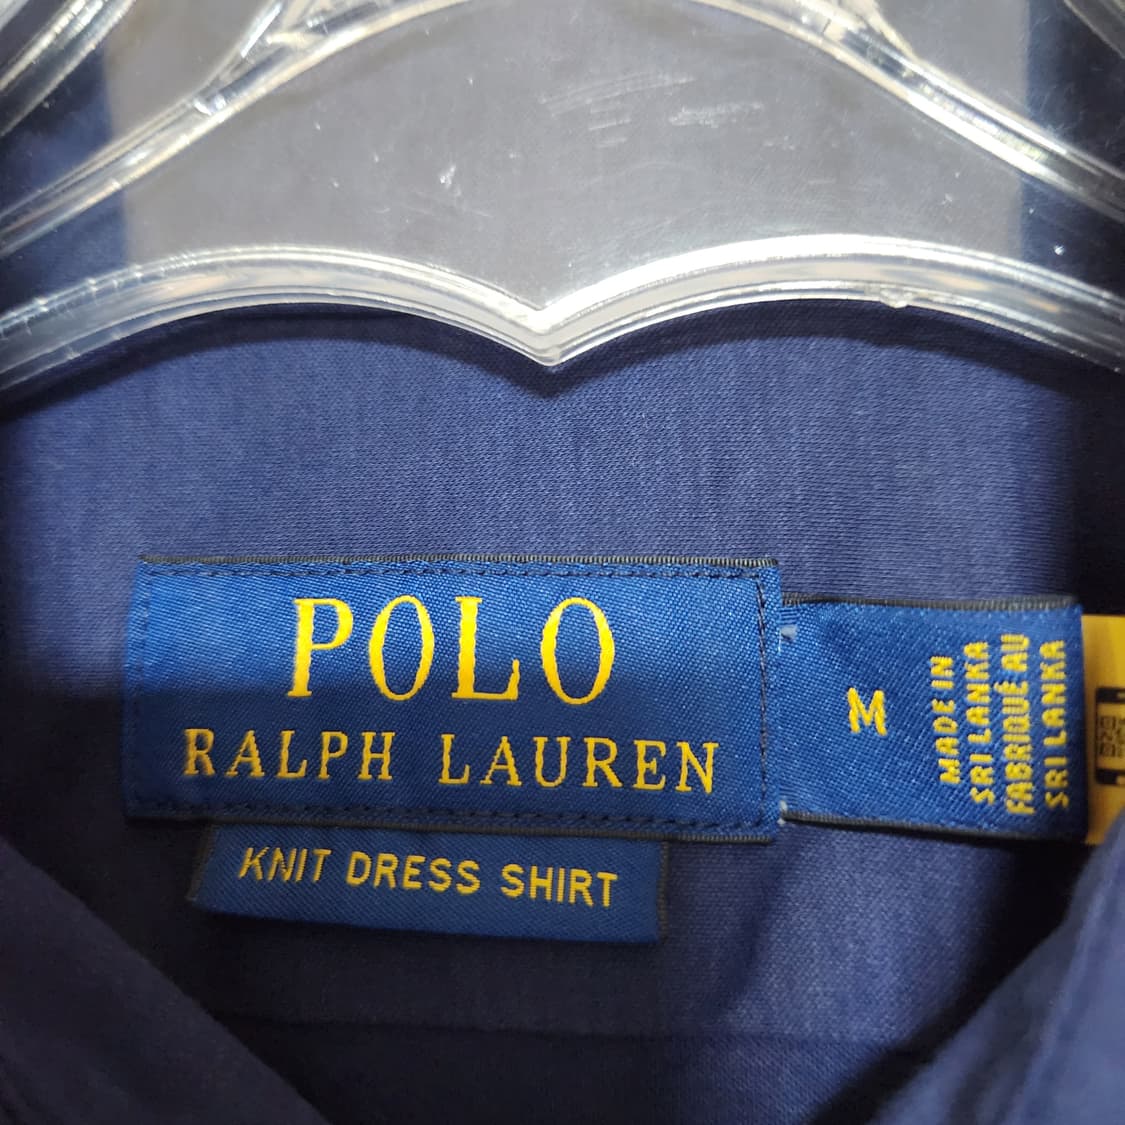 POLO
RALPH LAUREN
KNIT DRESS SHIRT
M
MADE IN
SRI LANKA
FABRIQUÉ AU
SRI LANKA